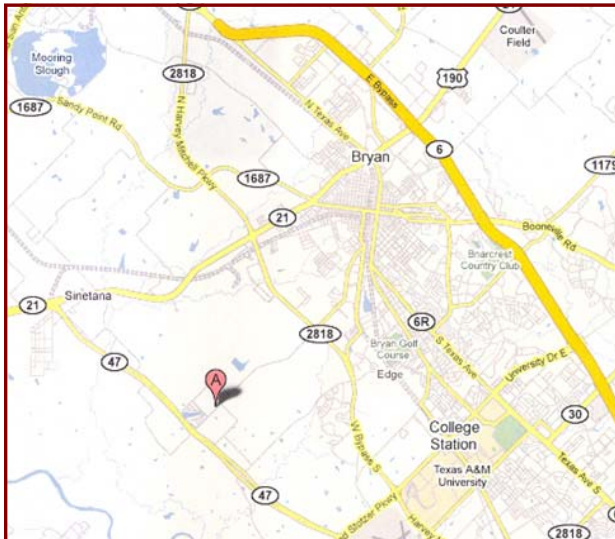 Coulter
Field
Mooring
Slough
2818
190
1687
Sandy Point Rd
N Harvey Mitchell Pkwy
N Texas Ave
E Bypass
6
Bryan
1687
1179
21
Boonville Rd
Briarcrest
Country Club
21
Sinetana
6R
2818
47
S Texas Ave
Bryan Golf
Course
University Dr E
A
Edge
W Bypass S
30
College
Station
Texas A&M
University
Texas Ave S
47
Stotzer Pkwy
2818